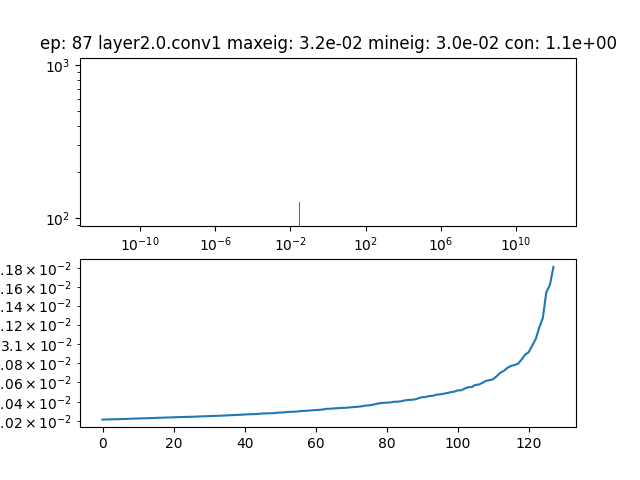 ep: 87 layer2.0.conv1 maxeig: 3.2e-02 mineig: 3.0e-02 con: 1.1e+00
10³
10²
10⁻¹⁰ 10⁻⁶ 10⁻² 10² 10⁶ 10¹⁰
.18 × 10⁻²
.16 × 10⁻²
.14 × 10⁻²
.12 × 10⁻²
3.1 × 10⁻²
.08 × 10⁻²
.06 × 10⁻²
.04 × 10⁻²
.02 × 10⁻²
0 20 40 60 80 100 120